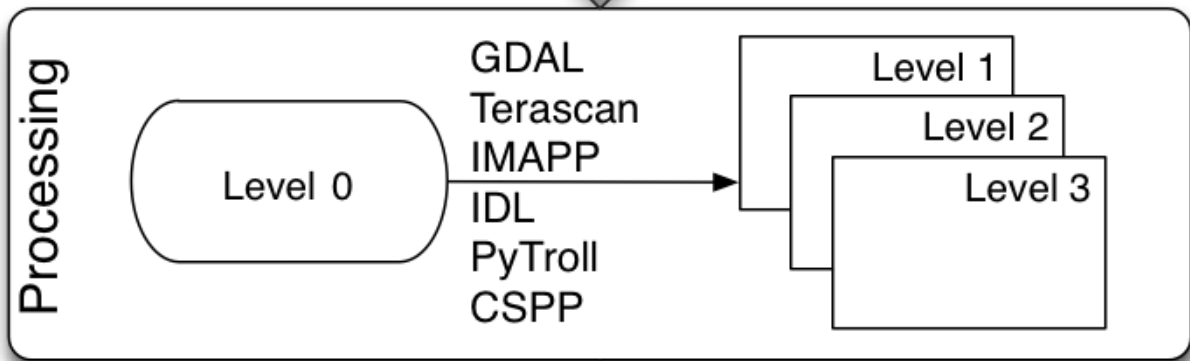 Processing
Level 0
GDAL
Terascan
IMAPP
IDL
PyTroll
CSPP
Level 1
Level 2
Level 3